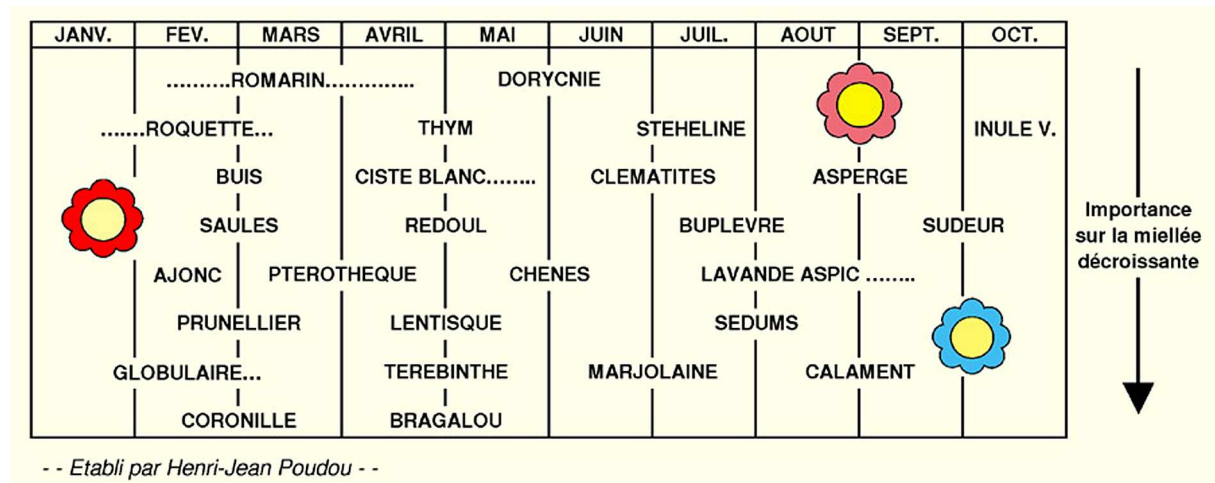 JANV. FEV. MARS AVRIL MAI JUIN JUIL. AOUT SEPT. OCT.
..........ROMARIN.............. DORYCNIE
.......ROQUETTE... THYM STEHELINE INULE V.
BUIS CISTE BLANC........ CLEMATITES ASPERGE
SAULES REDOUL BUPLEVRE SUDEUR
AJONC PTEROTHEQUE CHENES LAVANDE ASPIC ........
PRUNELLIER LENTISQUE SEDUMS
GLOBULAIRE... TEREBINTHE MARJOLAINE CALAMENT
CORONILLE BRAGALOU
Importance
sur la miellée
décroissante
- - Etabli par Henri-Jean Poudou - -